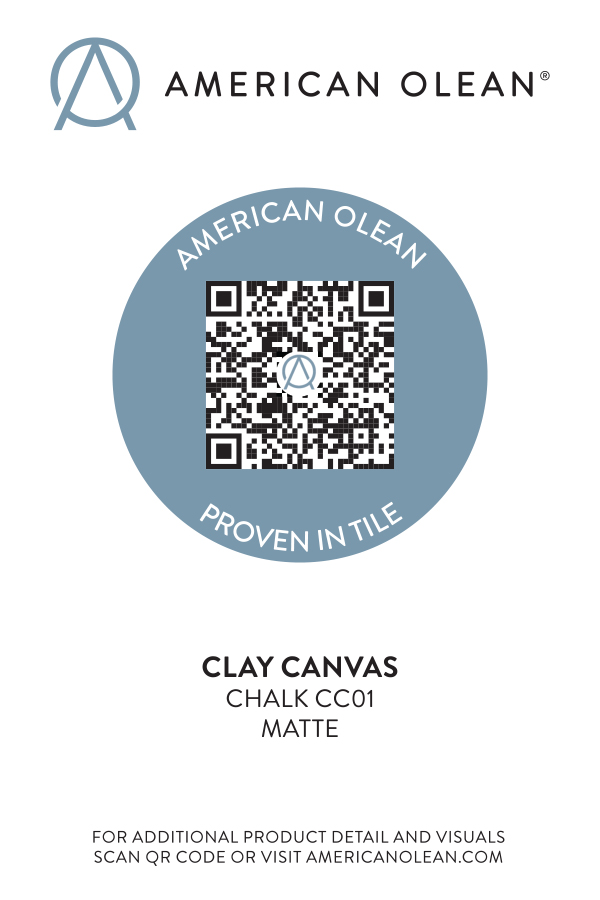 AMERICAN OLEAN®
AMERICAN OLEAN
PROVEN IN TILE
CLAY CANVAS
CHALK CC01
MATTE
FOR ADDITIONAL PRODUCT DETAIL AND VISUALS
SCAN QR CODE OR VISIT AMERICANOLEAN.COM